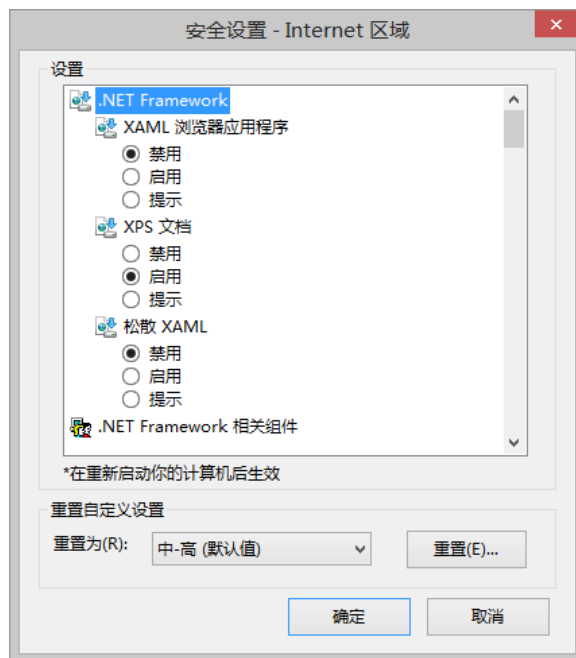 安全设置 - Internet 区域
设置
.NET Framework
XAML 浏览器应用程序
禁用
启用
提示
XPS 文档
禁用
启用
提示
松散 XAML
禁用
启用
提示
.NET Framework 相关组件
*在重新启动你的计算机后生效
重置自定义设置
重置为(R): 中-高 (默认值) 重置(E)...
确定 取消